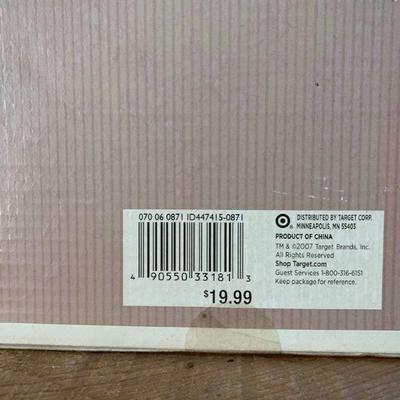 070 06 0871 ID447415-0871
4 90550 33181 3
$19.99
DISTRIBUTED BY TARGET CORP.
MINNEAPOLIS, MN 55403
PRODUCT OF CHINA
TM & ©2007 Target Brands, Inc.
All Rights Reserved
Shop Target.com
Guest Services 1-800-316-6151
Keep package for reference.